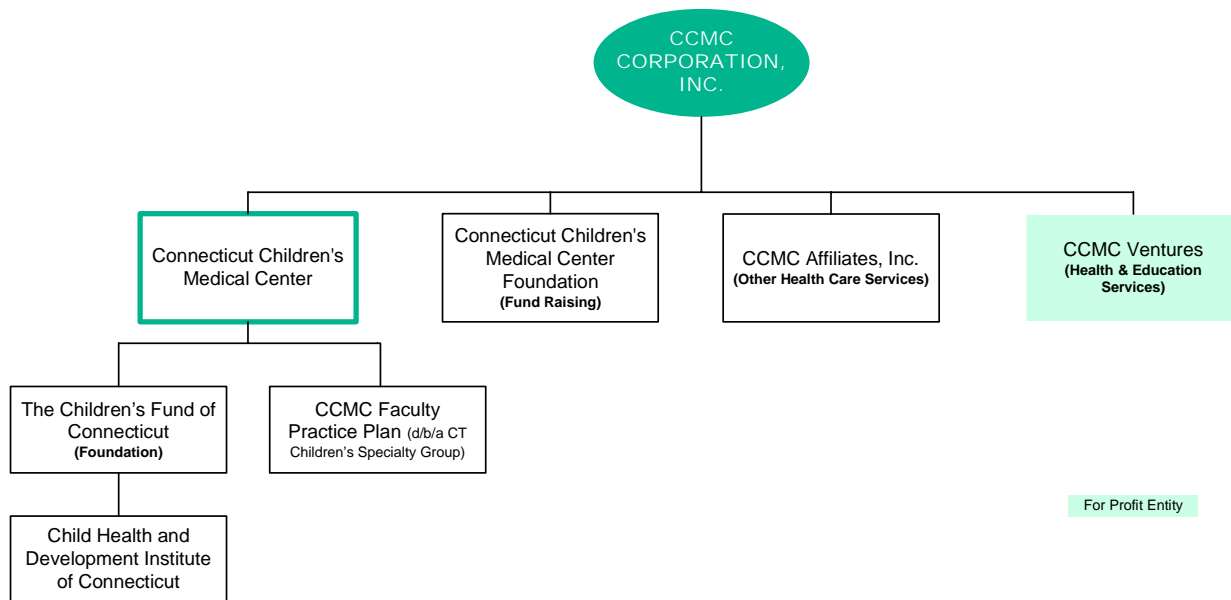 CCMC
CORPORATION,
INC.
Connecticut Children's
Medical Center
Connecticut Children's
Medical Center
Foundation
(Fund Raising)
CCMC Affiliates, Inc.
(Other Health Care Services)
CCMC Ventures
(Health & Education
Services)
The Children’s Fund of
Connecticut
(Foundation)
CCMC Faculty
Practice Plan (d/b/a CT
Children’s Specialty Group)
For Profit Entity
Child Health and
Development Institute
of Connecticut